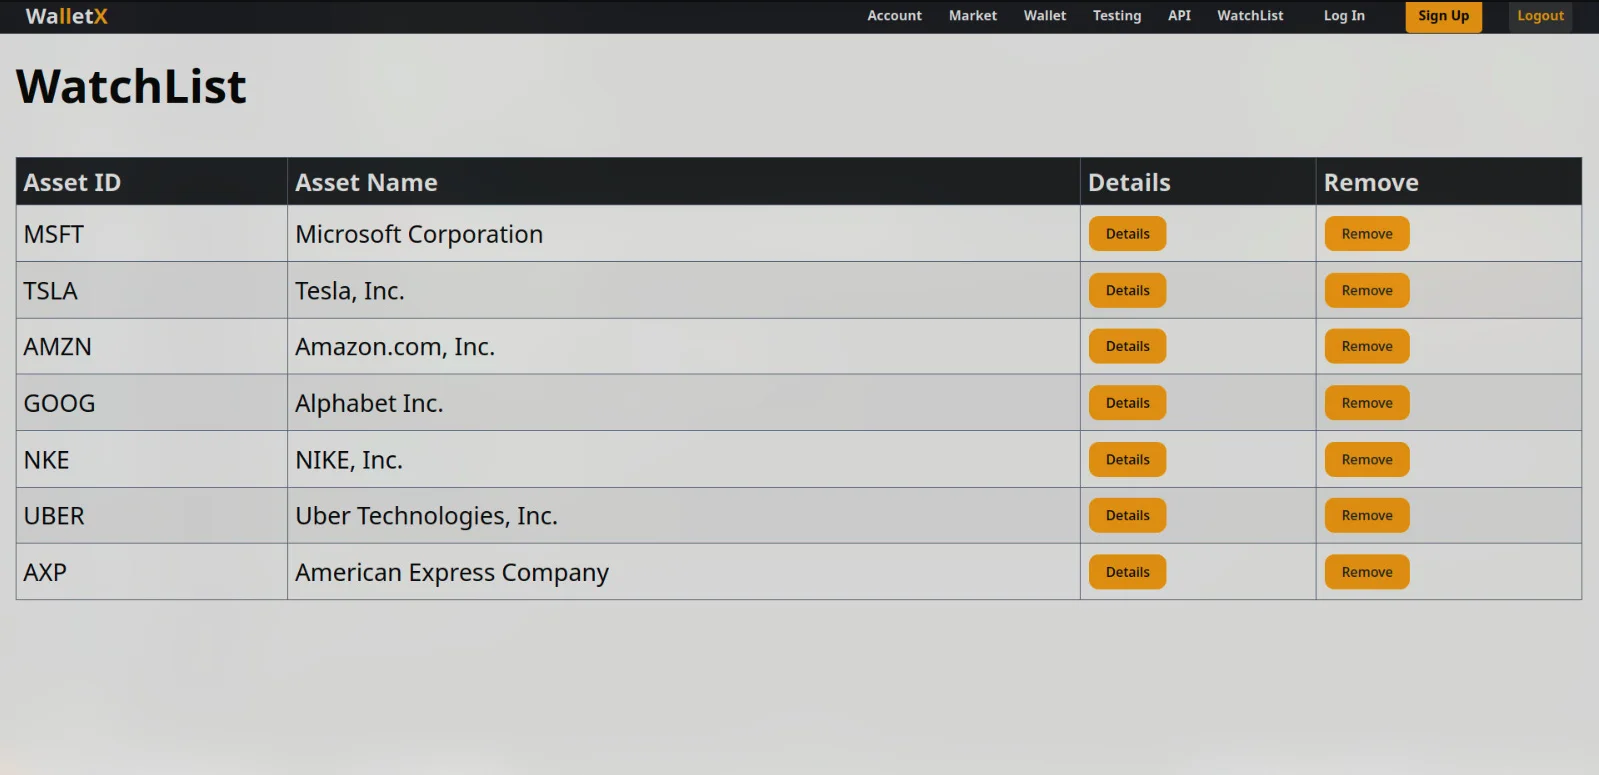 WalletX Account Market Wallet Testing API WatchList Log In Sign Up Logout
WatchList
Asset ID Asset Name Details Remove
MSFT Microsoft Corporation Details Remove
TSLA Tesla, Inc. Details Remove
AMZN Amazon.com, Inc. Details Remove
GOOG Alphabet Inc. Details Remove
NKE NIKE, Inc. Details Remove
UBER Uber Technologies, Inc. Details Remove
AXP American Express Company Details Remove